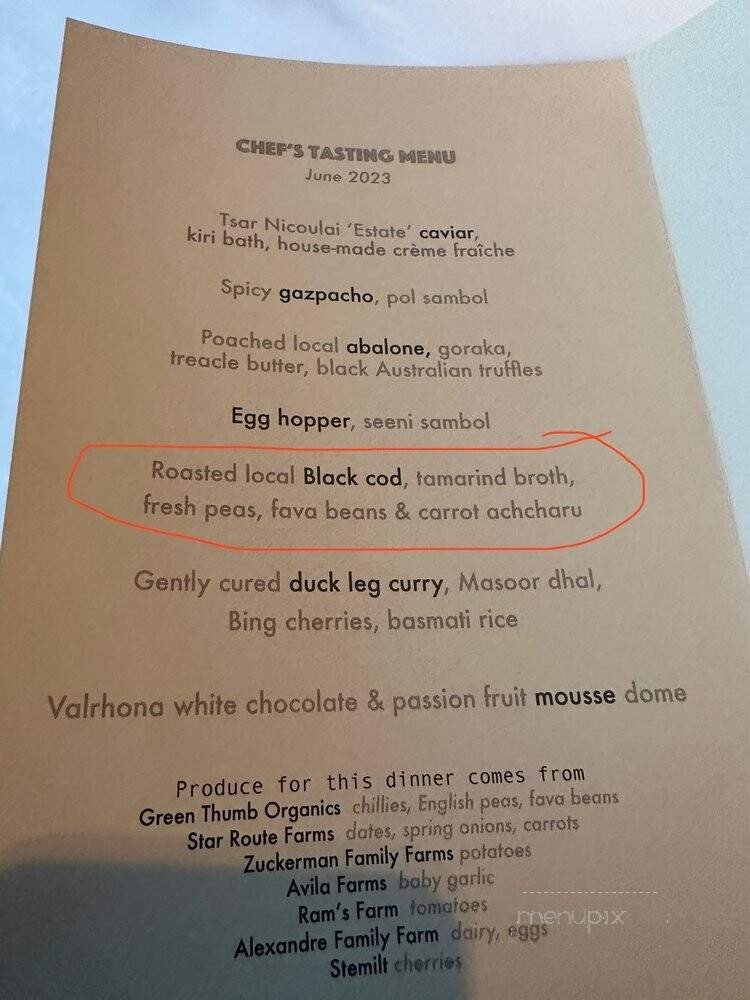 CHEF'S TASTING MENU
June 2023
Tsar Nicoulai 'Estate' caviar,
kiri bath, house-made crème fraîche
Spicy gazpacho, pol sambol
Poached local abalone, goraka,
treacle butter, black Australian truffles
Egg hopper, seeni sambol
Roasted local Black cod, tamarind broth,
fresh peas, fava beans & carrot achcharu
Gently cured duck leg curry, Masoor dhal,
Bing cherries, basmati rice
Valrhona white chocolate & passion fruit mousse dome
Produce for this dinner comes from
Green Thumb Organics chillies, English peas, fava beans
Star Route Farms dates, spring onions, carrots
Zuckerman Family Farms potatoes
Avila Farms baby garlic
Ram's Farm tomatoes
Alexandre Family Farm dairy, eggs
Stemilt cherries
menupix